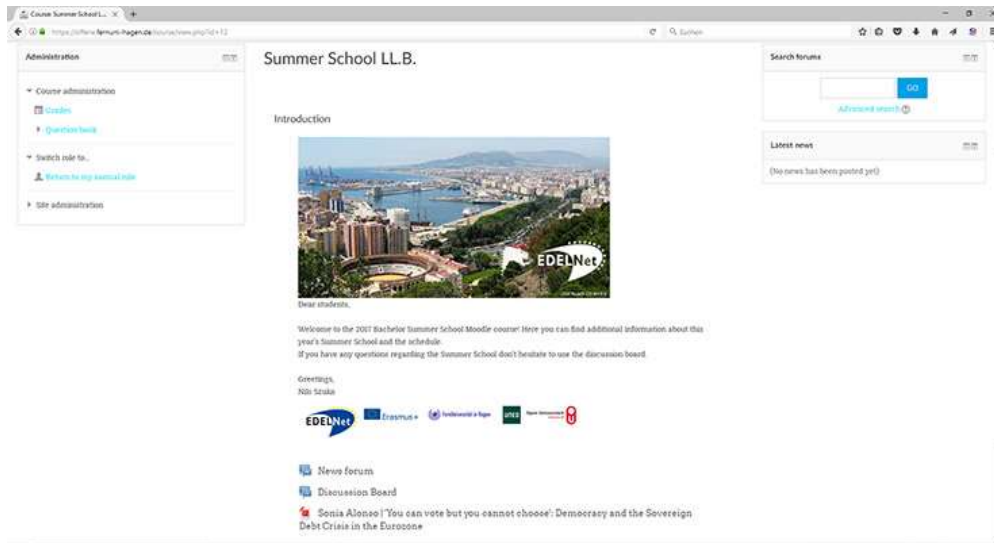 Course: Summer School L...
https://offene.fernuni-hagen.de/course/view.php?id=12
Suchen
Administration
Course administration
Grades
Question bank
Switch role to...
Return to my normal role
Site administration
Summer School LL.B.
Introduction
EDELNet
Dear students,
Welcome to the 2017 Bachelor Summer School Moodle course! Here you can find additional information about this
year's Summer School and the schedule.
If you have any questions regarding the Summer School don't hesitate to use the discussion board.
Greetings,
Nils Szuka
EDELNet
Erasmus+
UNED
News forum
Discussion Board
Sonia Alonso | 'You can vote but you cannot choose': Democracy and the Sovereign
Debt Crisis in the Eurozone
Search forums
GO
Advanced search
Latest news
(No news has been posted yet)